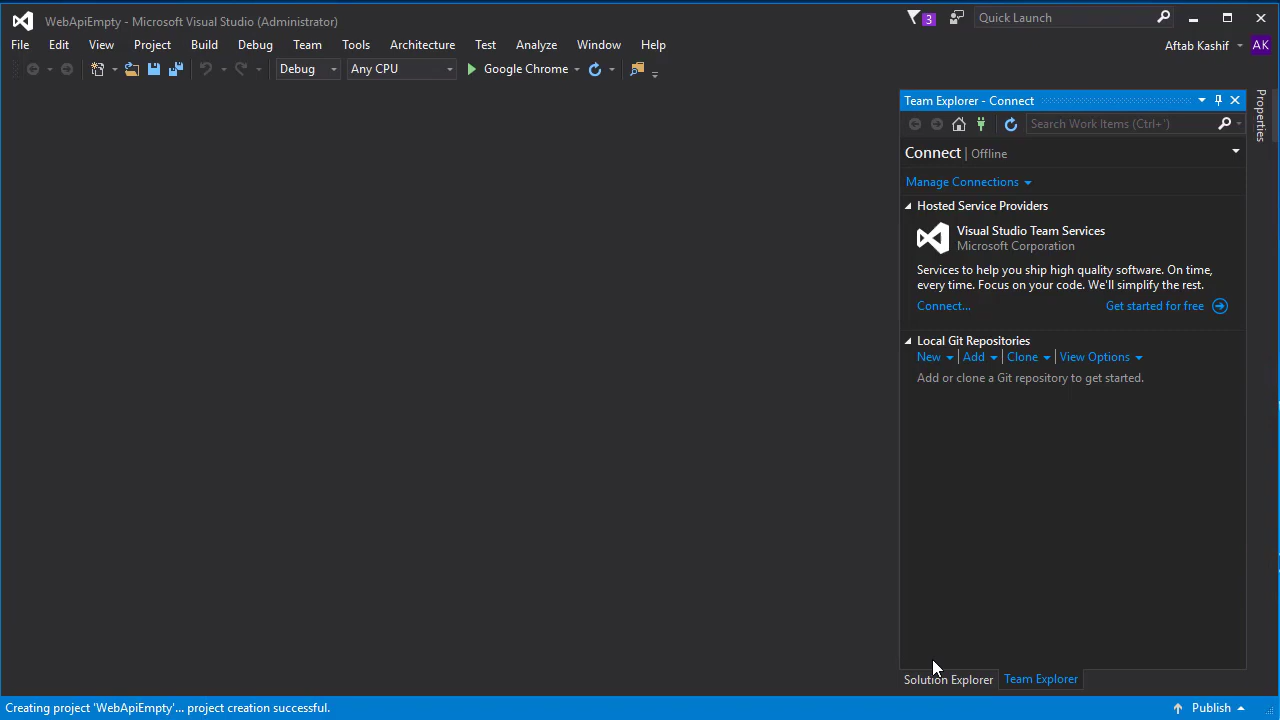 WebApiEmpty - Microsoft Visual Studio (Administrator)
3
Quick Launch
File Edit View Project Build Debug Team Tools Architecture Test Analyze Window Help
Aftab Kashif AK
Debug Any CPU Google Chrome
Team Explorer - Connect
Properties
Search Work Items (Ctrl+')
Connect | Offline
Manage Connections
Hosted Service Providers
Visual Studio Team Services
Microsoft Corporation
Services to help you ship high quality software. On time,
every time. Focus on your code. We'll simplify the rest.
Connect... Get started for free
Local Git Repositories
New | Add | Clone | View Options
Add or clone a Git repository to get started.
Solution Explorer Team Explorer
Creating project 'WebApiEmpty'... project creation successful. Publish